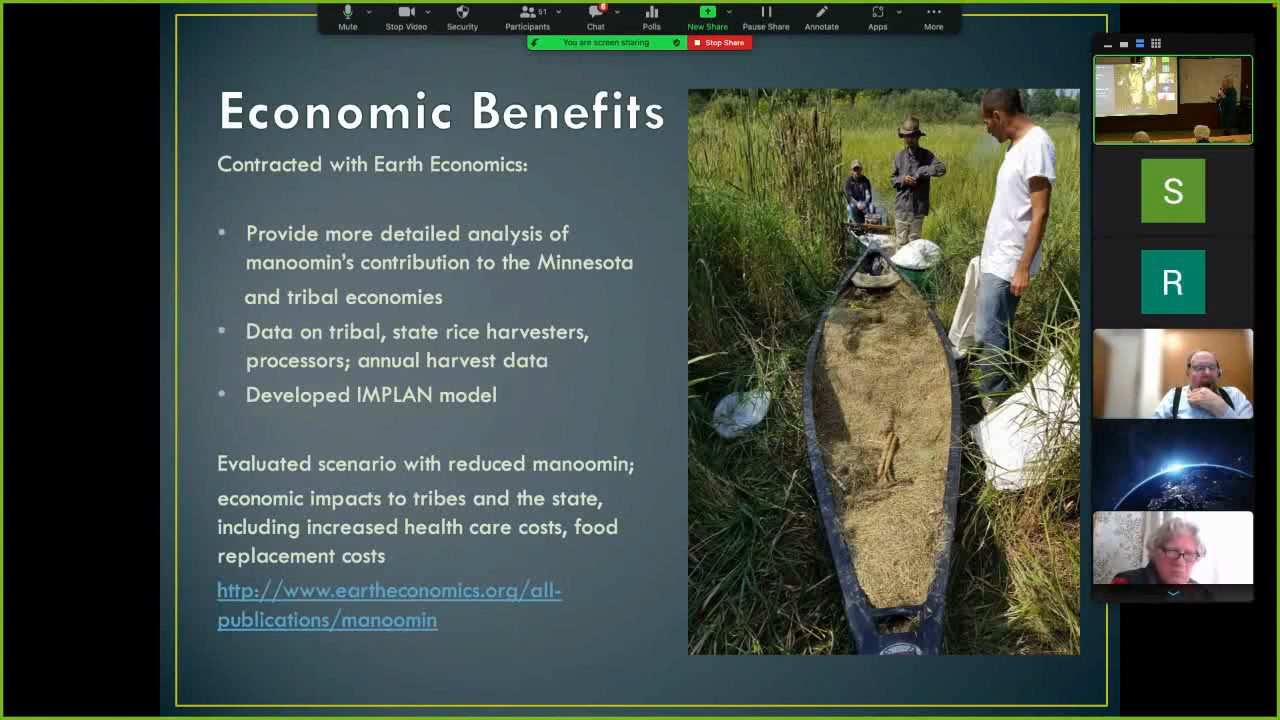 51
8
Mute
Stop Video
Security
Participants
Chat
Polls
New Share
Pause Share
Annotate
Apps
More
You are screen sharing
Stop Share
Economic Benefits
Contracted with Earth Economics:
• Provide more detailed analysis of
manoomin's contribution to the Minnesota
and tribal economies
• Data on tribal, state rice harvesters,
processors; annual harvest data
• Developed IMPLAN model
Evaluated scenario with reduced manoomin;
economic impacts to tribes and the state,
including increased health care costs, food
replacement costs
http://www.eartheconomics.org/all-
publications/manoomin
S
R